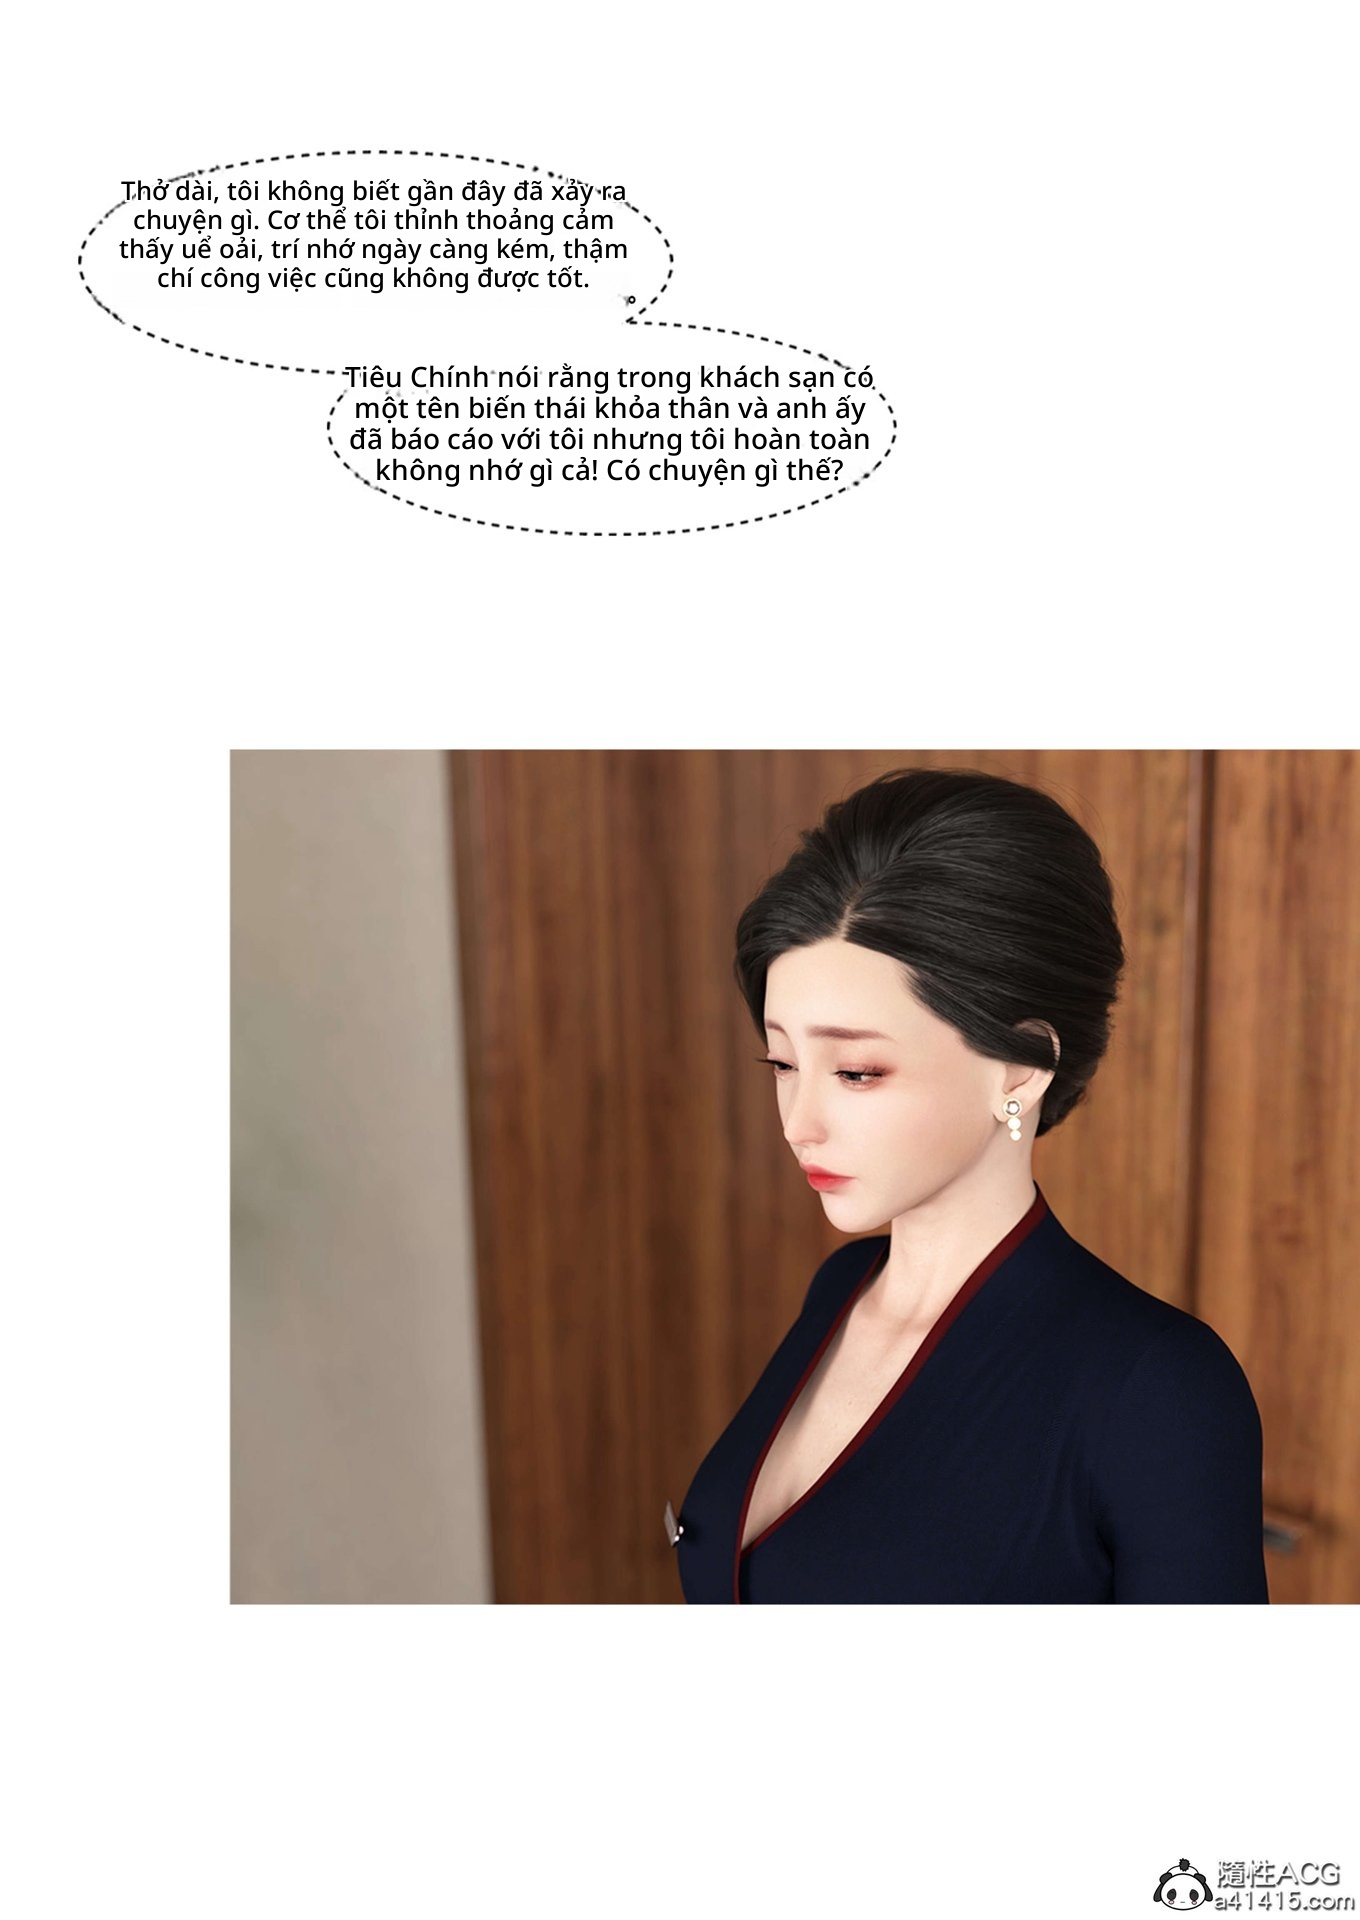 Thở dài, tôi không biết gần đây đã xảy ra
chuyện gì. Cơ thể tôi thỉnh thoảng cảm
thấy uể oải, trí nhớ ngày càng kém, thậm
chí công việc cũng không được tốt.
Tiêu Chính nói rằng trong khách sạn có
một tên biến thái khỏa thân và anh ấy
đã báo cáo với tôi nhưng tôi hoàn toàn
không nhớ gì cả! Có chuyện gì thế?
隨性ACG
a41415.com